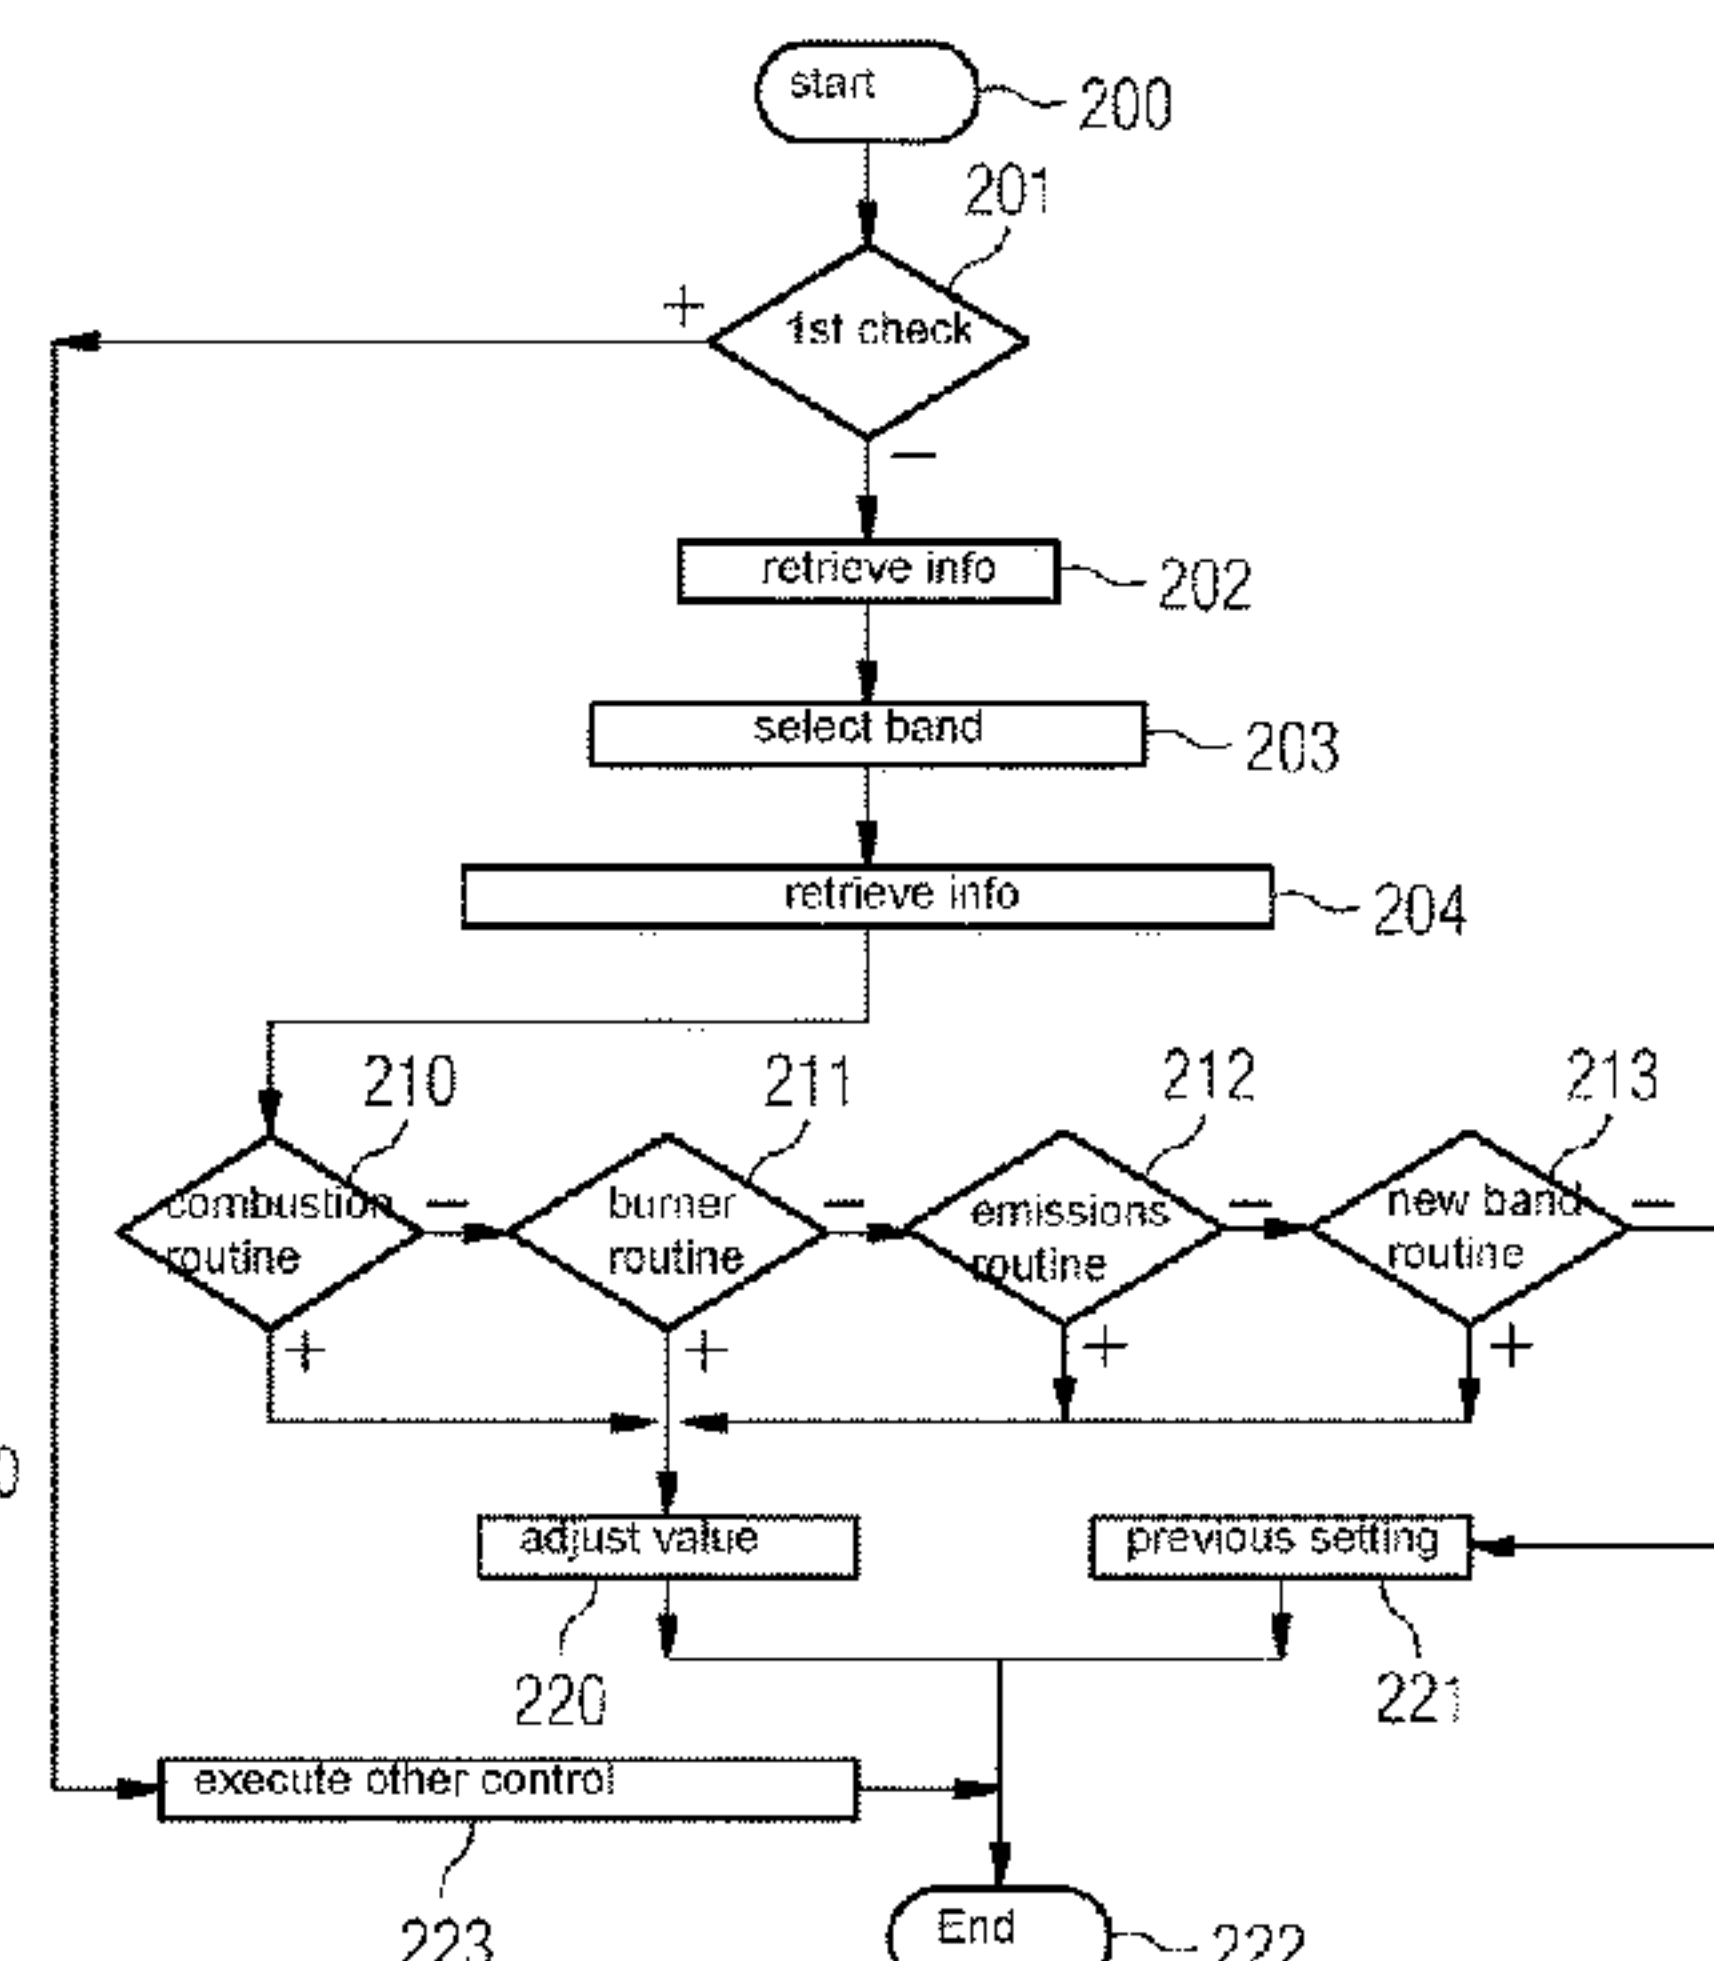 start
200
201
+
1st check
−
retrieve info
202
select band
203
retrieve info
204
210
211
212
213
combustion
routine
−
burner
routine
−
emissions
routine
−
new band
routine
−
+
+
+
+
adjust value
previous setting
220
221
execute other control
223
End
222